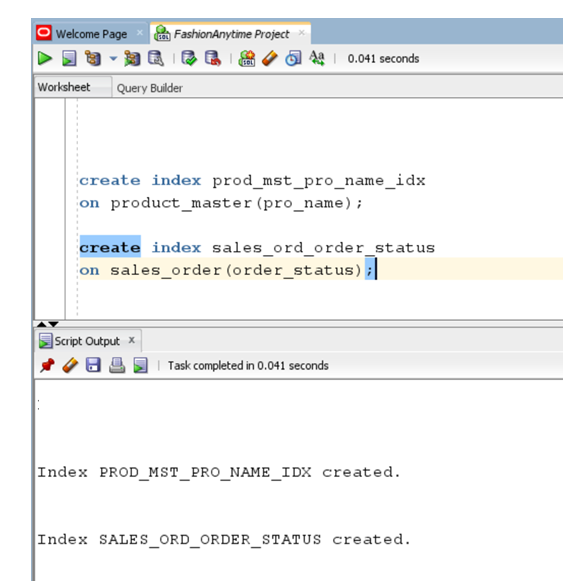 Welcome Page × FashionAnytime Project ×
0.041 seconds
Worksheet Query Builder
create index prod_mst_pro_name_idx
on product_master(pro_name);
create index sales_ord_order_status
on sales_order(order_status);
Script Output ×
Task completed in 0.041 seconds
Index PROD_MST_PRO_NAME_IDX created.
Index SALES_ORD_ORDER_STATUS created.